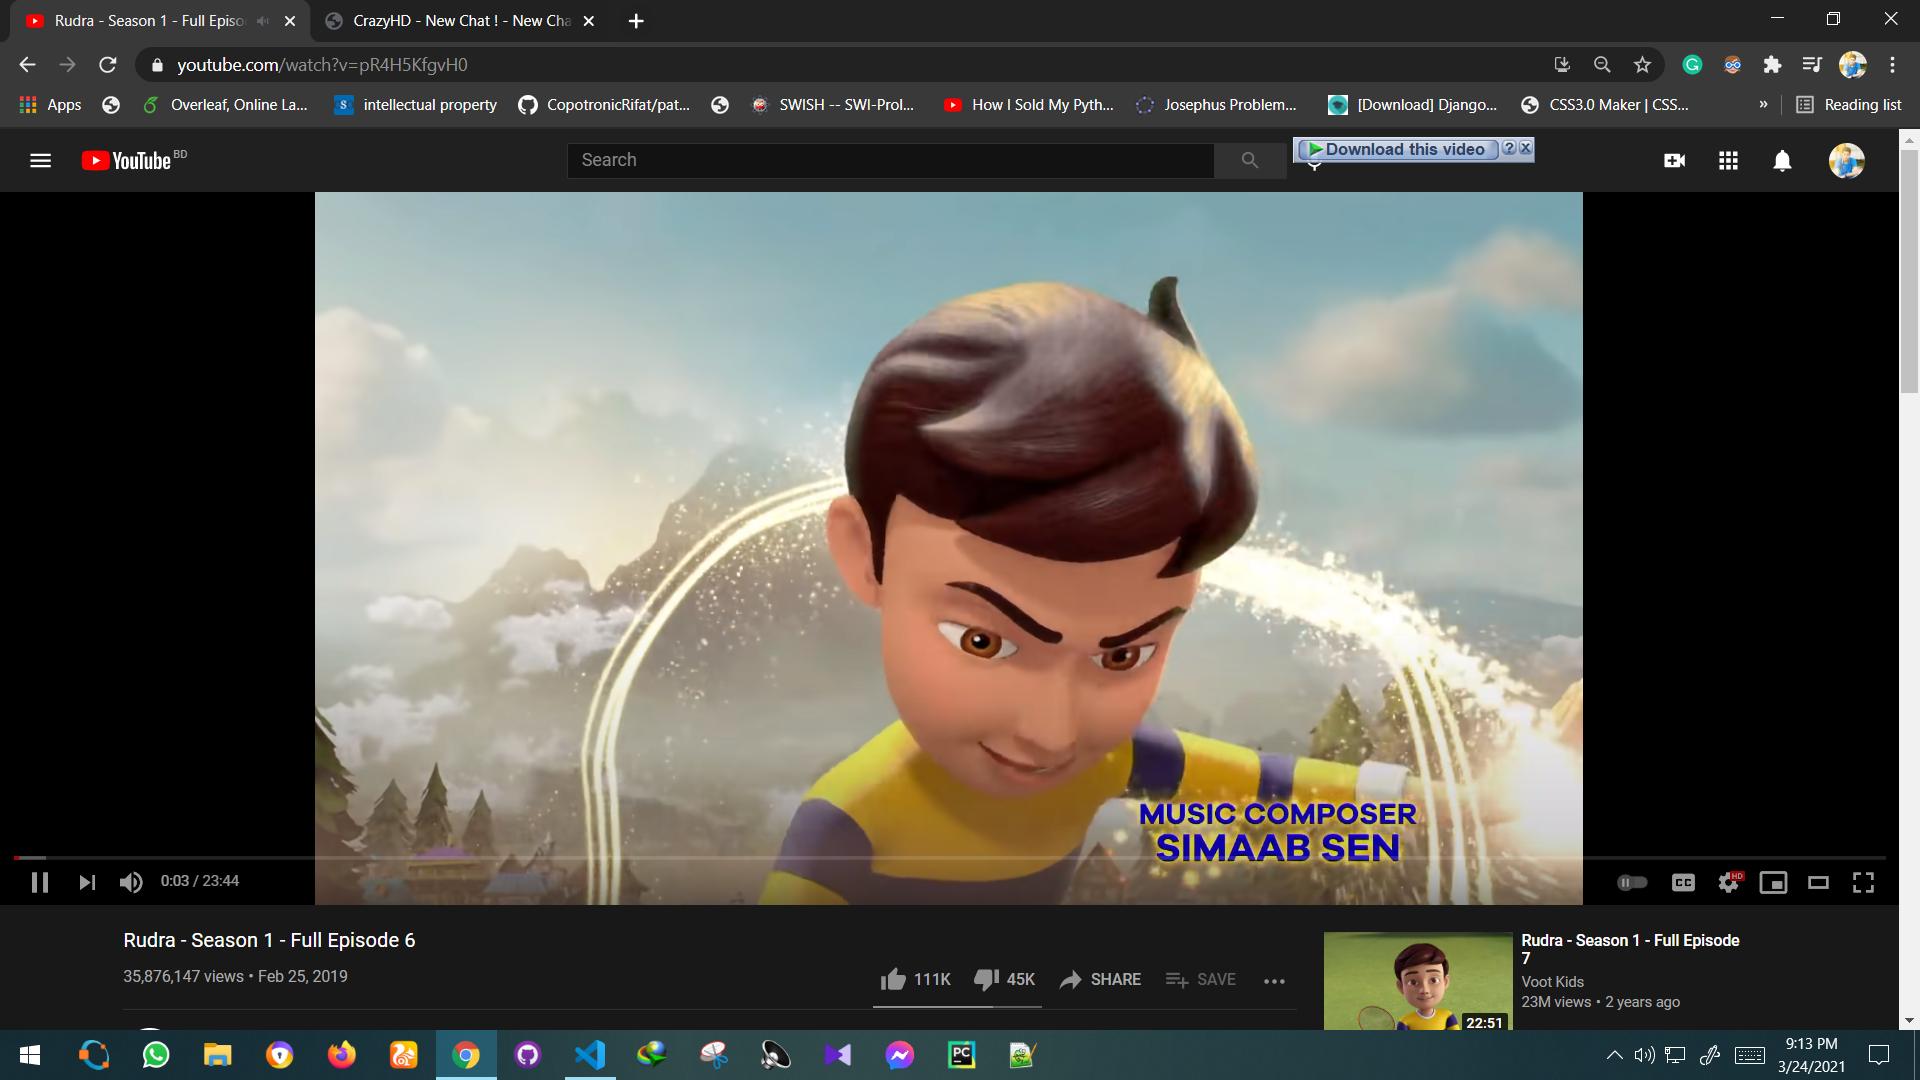 Rudra - Season 1 - Full Episo
CrazyHD - New Chat ! - New Cha
youtube.com/watch?v=pR4H5KfgvH0
Apps
Overleaf, Online La...
intellectual property
CopotronicRifat/pat...
SWISH -- SWI-Prol...
How I Sold My Pyth...
Josephus Problem...
[Download] Django...
CSS3.0 Maker | CSS...
»
Reading list
YouTube BD
Search
Download this video
MUSIC COMPOSER
SIMAAB SEN
0:03 / 23:44
CC
HD
Rudra - Season 1 - Full Episode 6
35,876,147 views • Feb 25, 2019
111K
45K
SHARE
SAVE
22:51
Rudra - Season 1 - Full Episode
7
Voot Kids
23M views • 2 years ago
PC
9:13 PM
3/24/2021